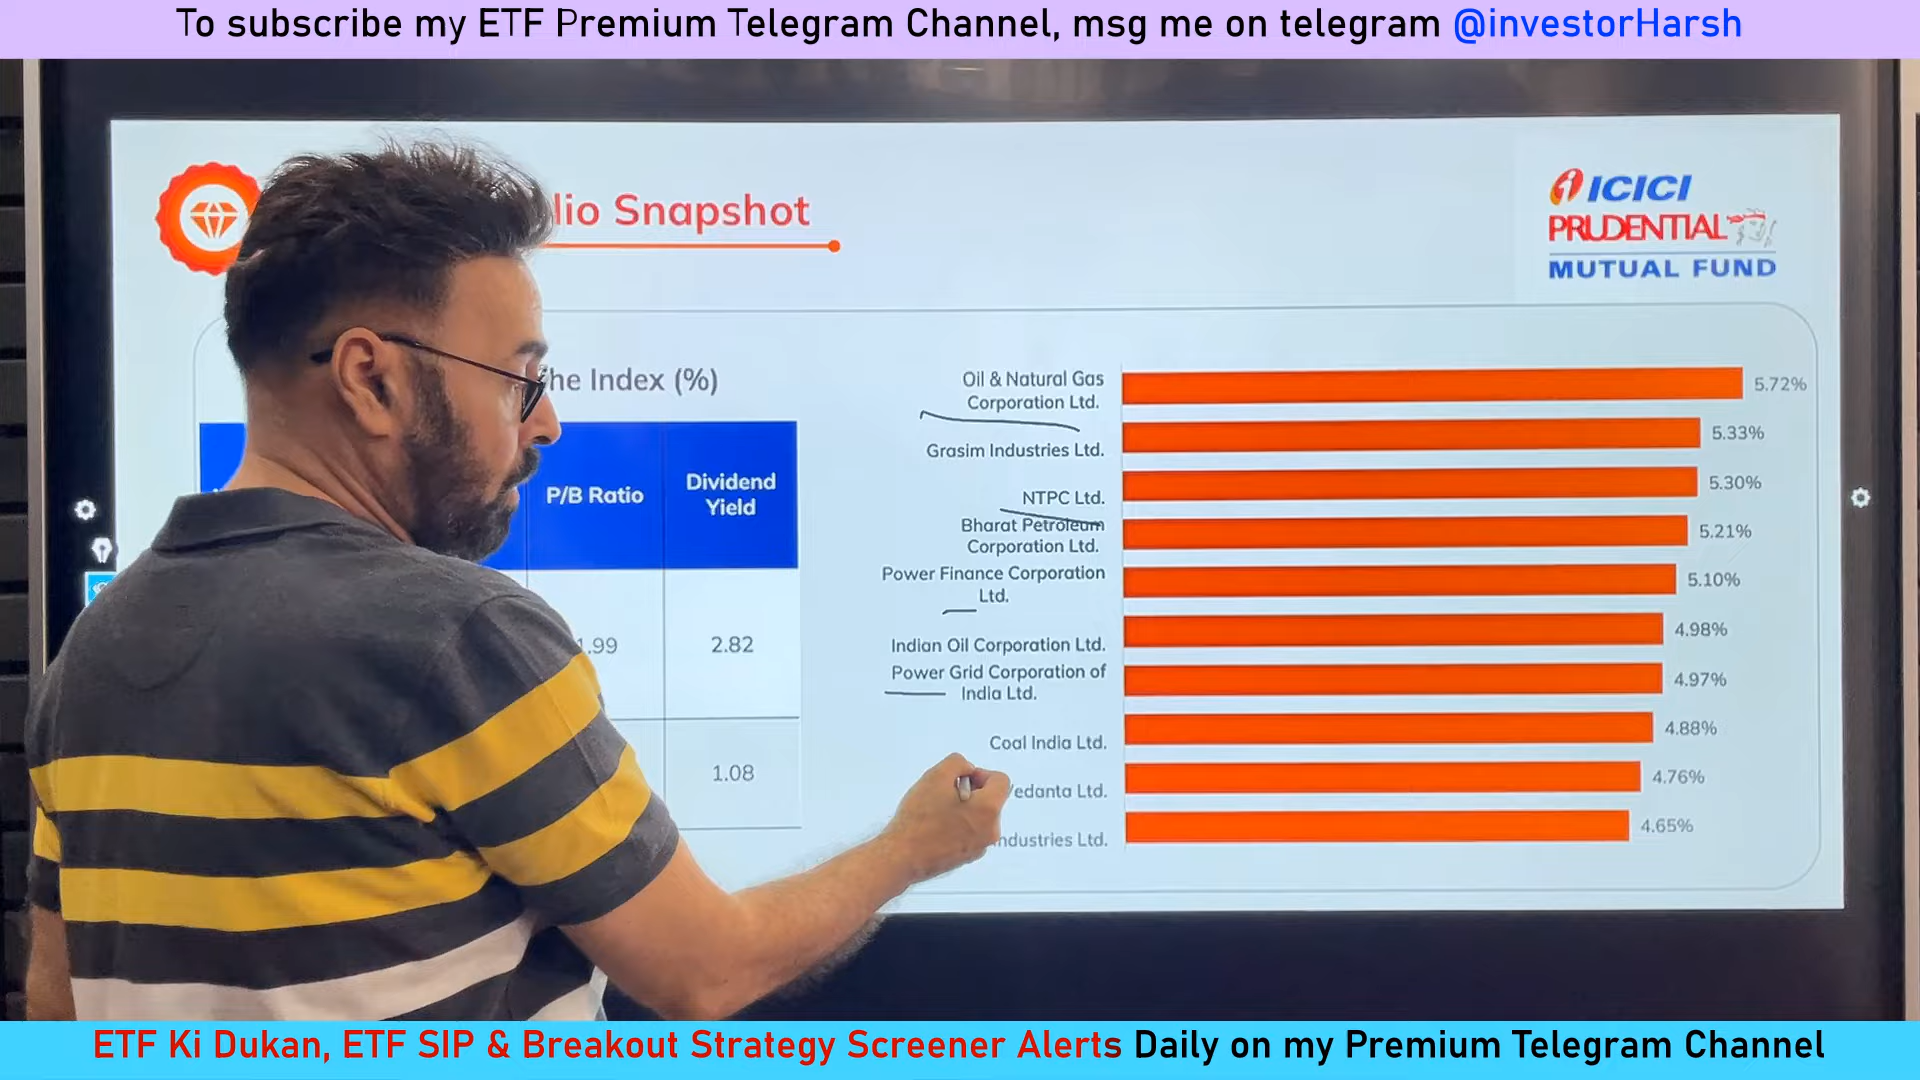 To subscribe my ETF Premium Telegram Channel, msg me on telegram @investorHarsh
lio Snapshot
ICICI
PRUDENTIAL
MUTUAL FUND
he Index (%)
P/B Ratio
Dividend
Yield
.99
2.82
1.08
Oil & Natural Gas
Corporation Ltd.
5.72%
Grasim Industries Ltd.
5.33%
NTPC Ltd.
5.30%
Bharat Petroleum
Corporation Ltd.
5.21%
Power Finance Corporation
Ltd.
5.10%
Indian Oil Corporation Ltd.
4.98%
Power Grid Corporation of
India Ltd.
4.97%
Coal India Ltd.
4.88%
Vedanta Ltd.
4.76%
ndustries Ltd.
4.65%
ETF Ki Dukan, ETF SIP & Breakout Strategy Screener Alerts Daily on my Premium Telegram Channel